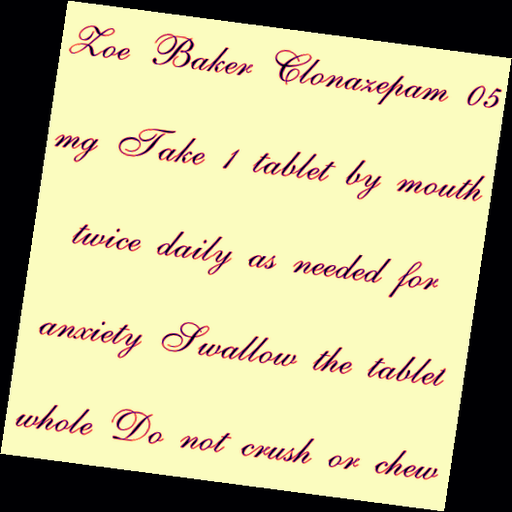 Zoe Baker Clonazepam 05
mg Take 1 tablet by mouth
twice daily as needed for
anxiety Swallow the tablet
whole Do not crush or chew